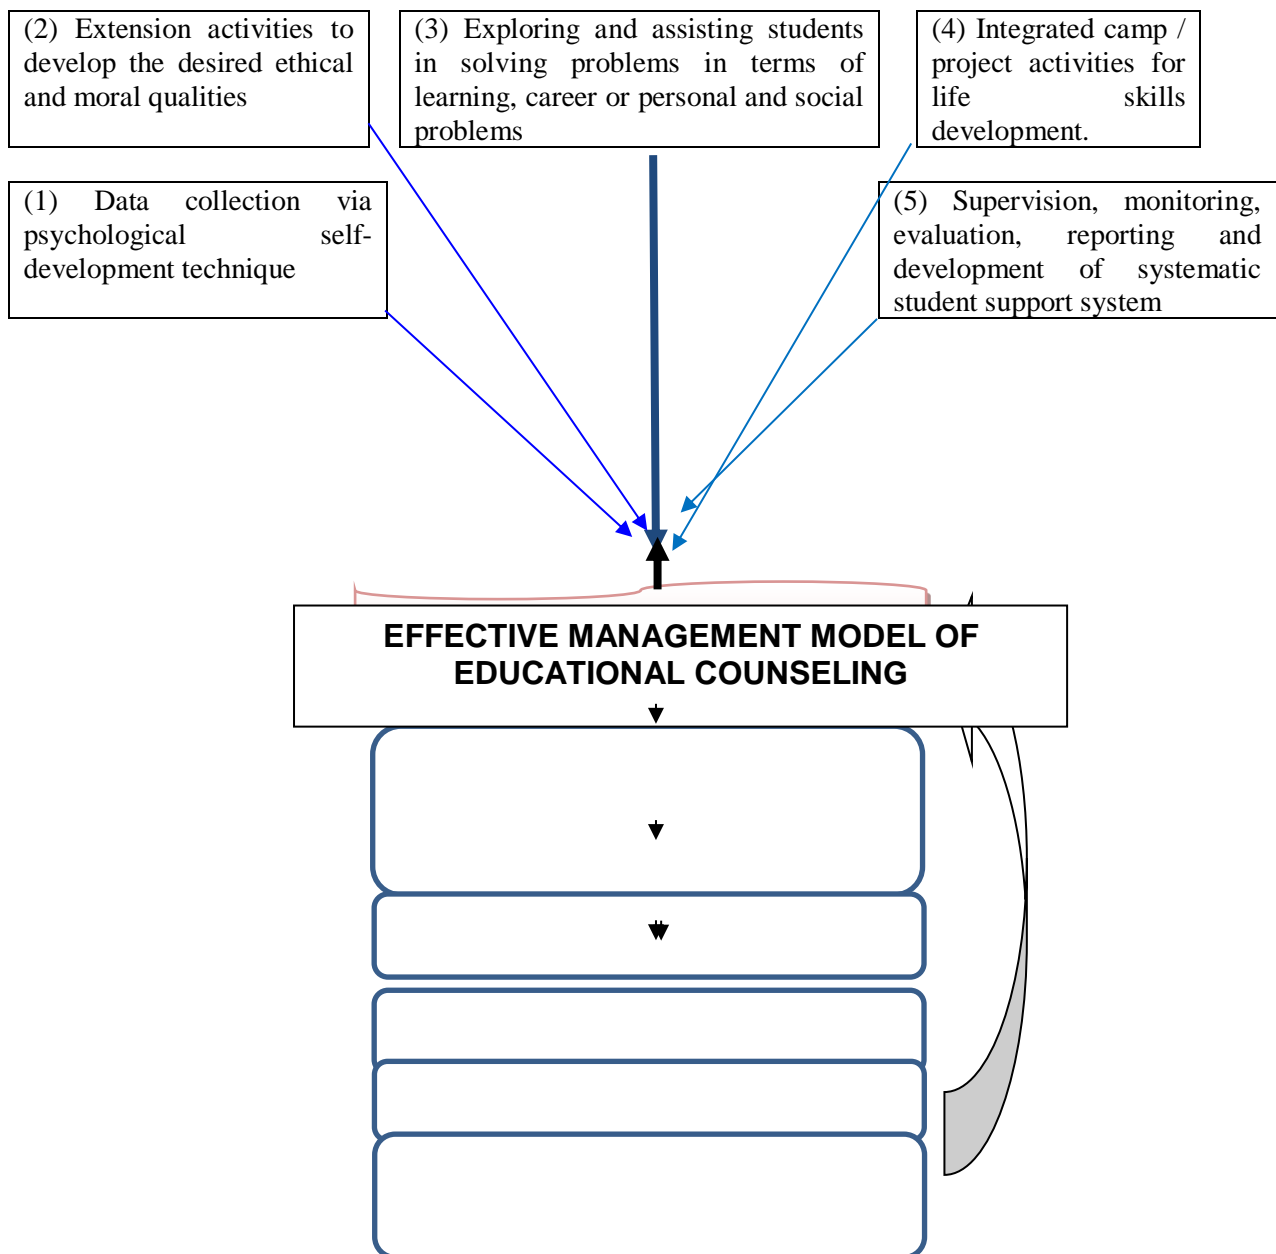 (2) Extension activities to
develop the desired ethical
and moral qualities
(3) Exploring and assisting students
in solving problems in terms of
learning, career or personal and social
problems
(4) Integrated camp /
project activities for
life skills
development.
(1) Data collection via
psychological self-
development technique
(5) Supervision, monitoring,
evaluation, reporting and
development of systematic
student support system
EFFECTIVE MANAGEMENT MODEL OF
EDUCATIONAL COUNSELING